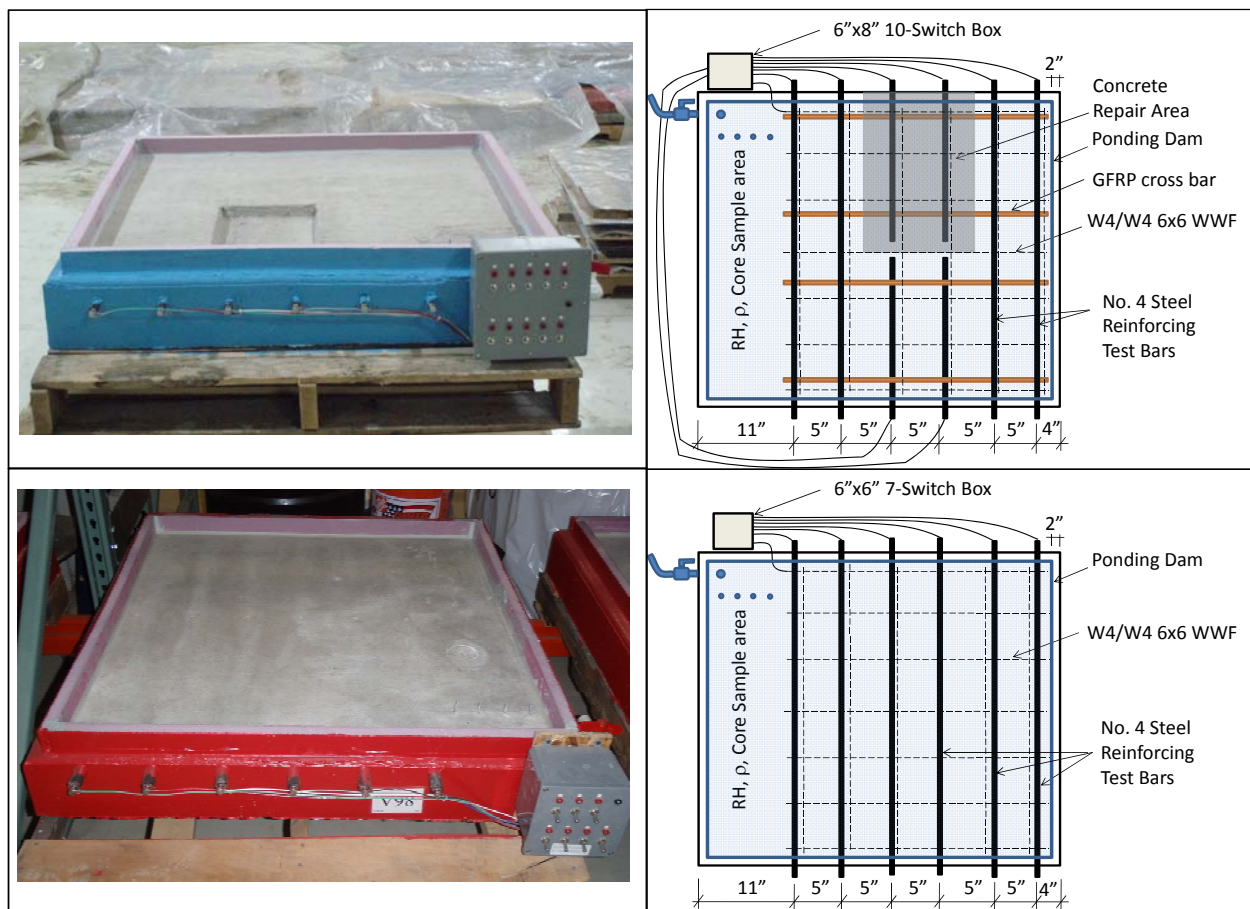 6”x8” 10-Switch Box
2”
Concrete
Repair Area
Ponding Dam
GFRP cross bar
W4/W4 6x6 WWF
RH, ρ, Core Sample area
No. 4 Steel
Reinforcing
Test Bars
11” 5” 5” 5” 5” 5” 4”
6”x6” 7-Switch Box
2”
Ponding Dam
W4/W4 6x6 WWF
RH, ρ, Core Sample area
No. 4 Steel
Reinforcing
Test Bars
11” 5” 5” 5” 5” 5” 4”